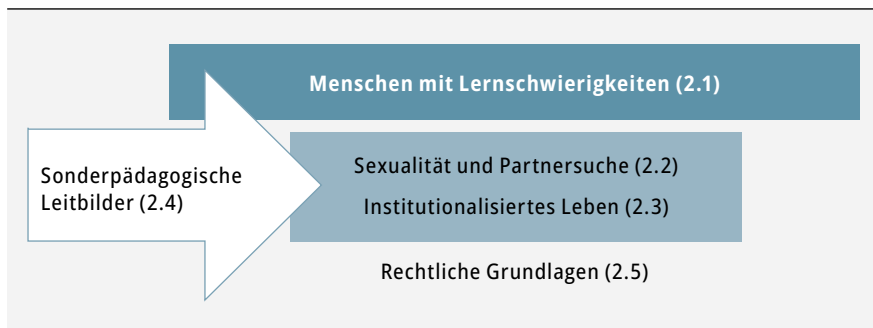 Menschen mit Lernschwierigkeiten (2.1)
Sonderpädagogische
Leitbilder (2.4)
Sexualität und Partnersuche (2.2)
Institutionalisiertes Leben (2.3)
Rechtliche Grundlagen (2.5)